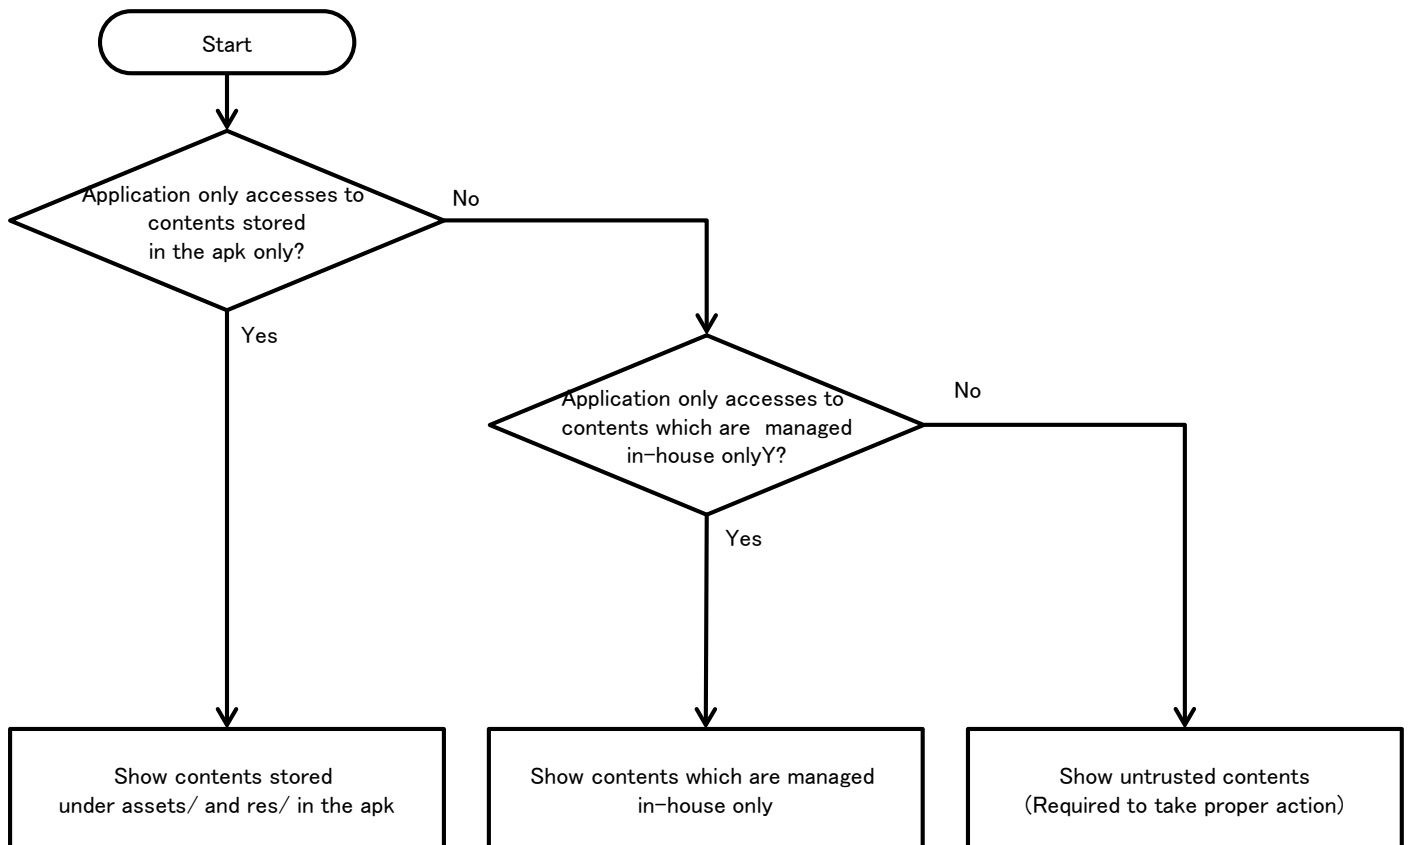 Start
Application only accesses to
contents stored
in the apk only?
No
Yes
Application only accesses to
contents which are  managed
in-house onlyY?
No
Yes
Show contents stored
under assets/ and res/ in the apk
Show contents which are managed
in-house only
Show untrusted contents
(Required to take proper action)